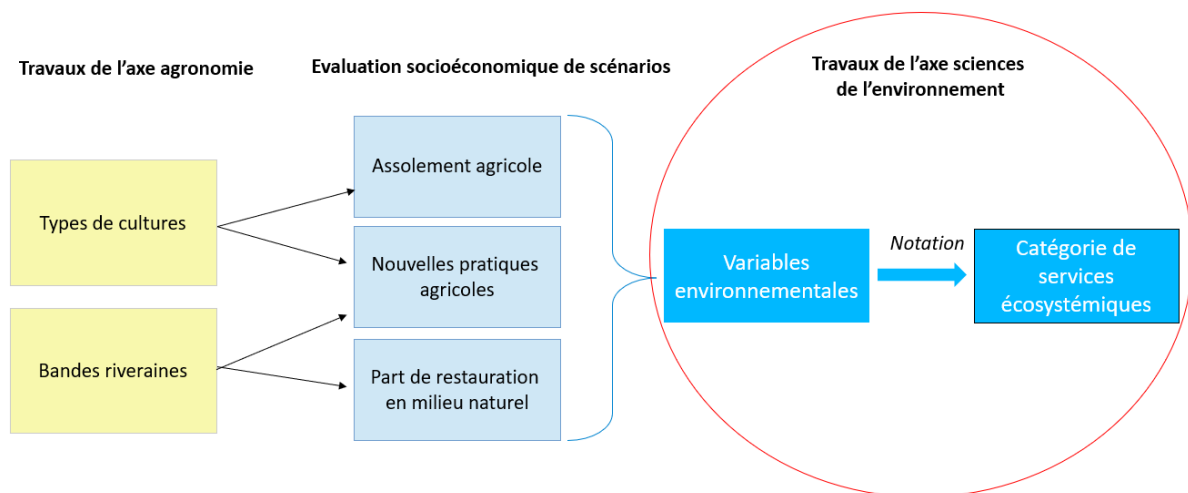 Travaux de l’axe agronomie
Evaluation socioéconomique de scénarios
Travaux de l’axe sciences
de l’environnement
Types de cultures
Bandes riveraines
Assolement agricole
Nouvelles pratiques
agricoles
Part de restauration
en milieu naturel
Variables
environnementales
Notation
Catégorie de
services
écosystémiques